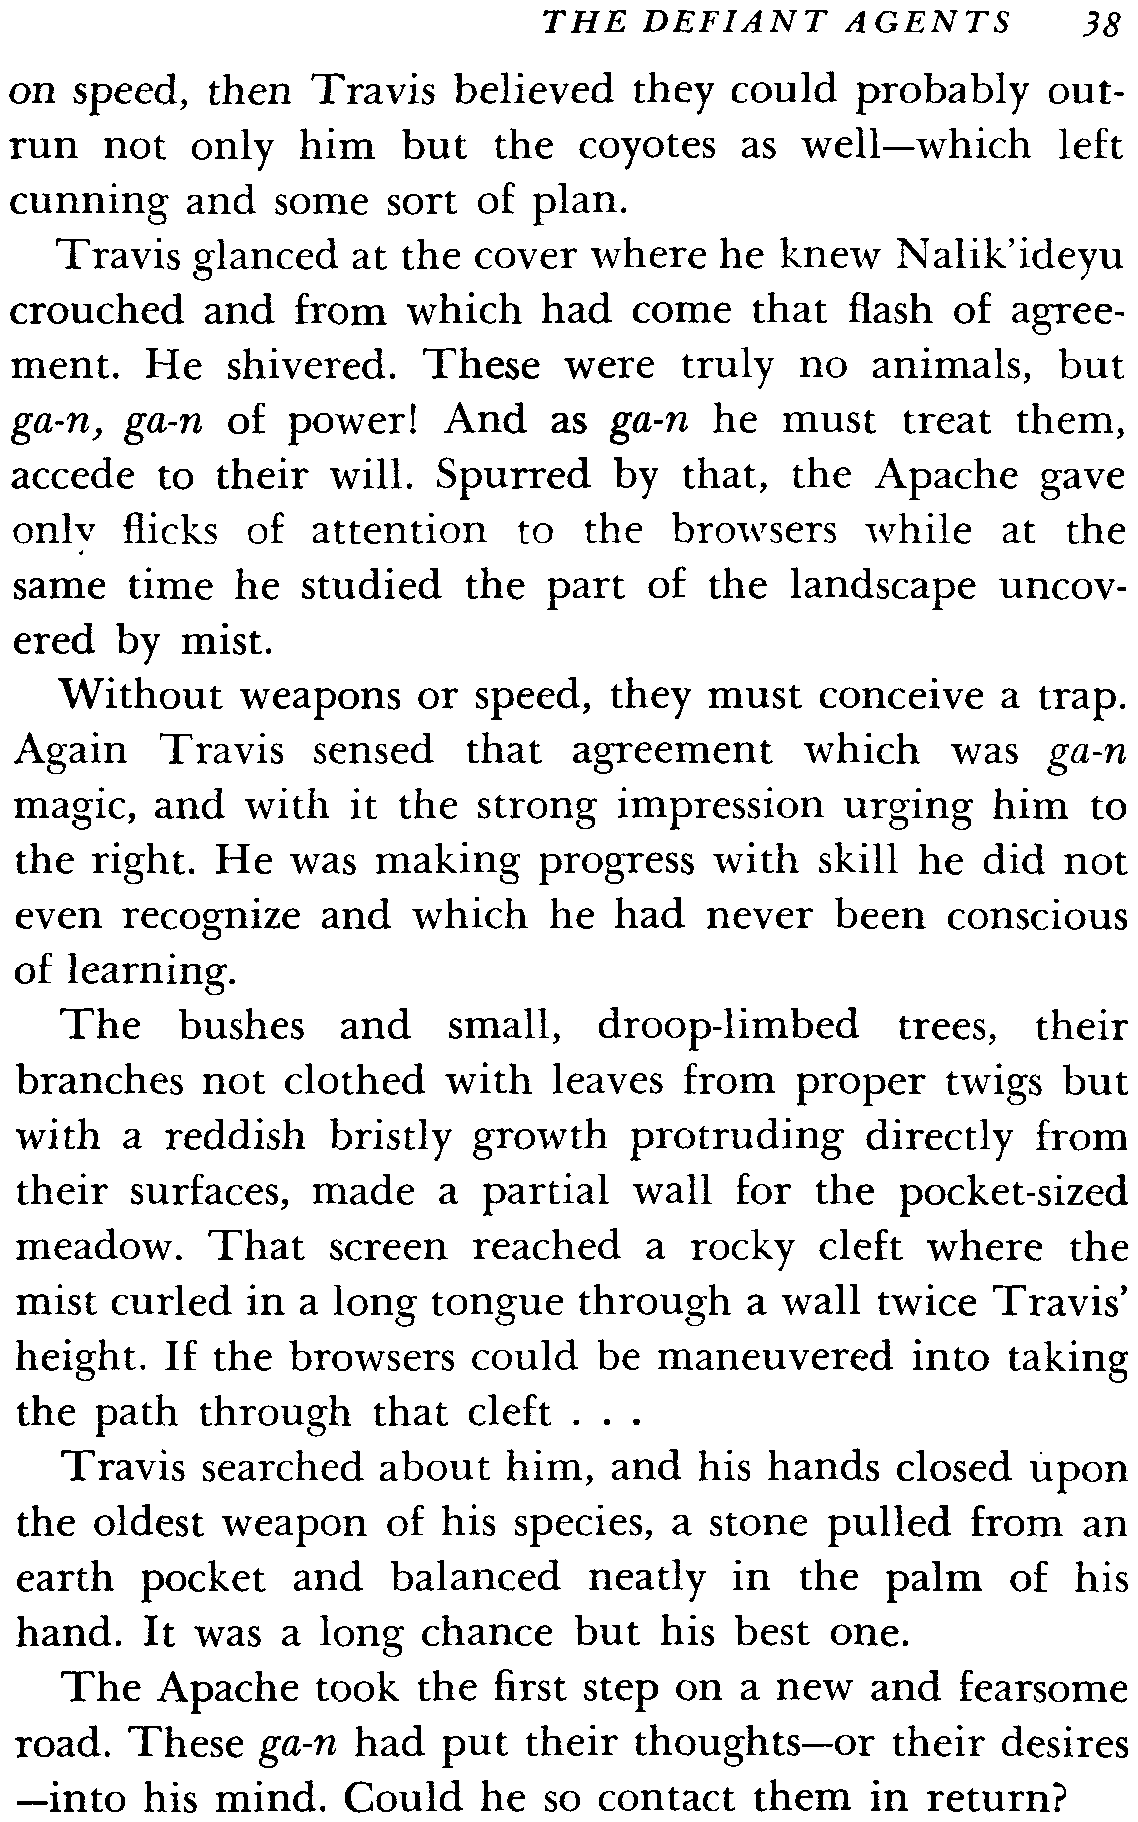 THE DEFIANT AGENTS 38
on speed, then Travis believed they could probably out-
run not only him but the coyotes as well—which left
cunning and some sort of plan.
Travis glanced at the cover where he knew Nalik'ideyu
crouched and from which had come that flash of agree-
ment. He shivered. These were truly no animals, but
ga-n, ga-n of power! And as ga-n he must treat them,
accede to their will. Spurred by that, the Apache gave
only flicks of attention to the browsers while at the
same time he studied the part of the landscape uncov-
ered by mist.
Without weapons or speed, they must conceive a trap.
Again Travis sensed that agreement which was ga-n
magic, and with it the strong impression urging him to
the right. He was making progress with skill he did not
even recognize and which he had never been conscious
of learning.
The bushes and small, droop-limbed trees, their
branches not clothed with leaves from proper twigs but
with a reddish bristly growth protruding directly from
their surfaces, made a partial wall for the pocket-sized
meadow. That screen reached a rocky cleft where the
mist curled in a long tongue through a wall twice Travis'
height. If the browsers could be maneuvered into taking
the path through that cleft . . .
Travis searched about him, and his hands closed upon
the oldest weapon of his species, a stone pulled from an
earth pocket and balanced neatly in the palm of his
hand. It was a long chance but his best one.
The Apache took the first step on a new and fearsome
road. These ga-n had put their thoughts—or their desires
—into his mind. Could he so contact them in return?